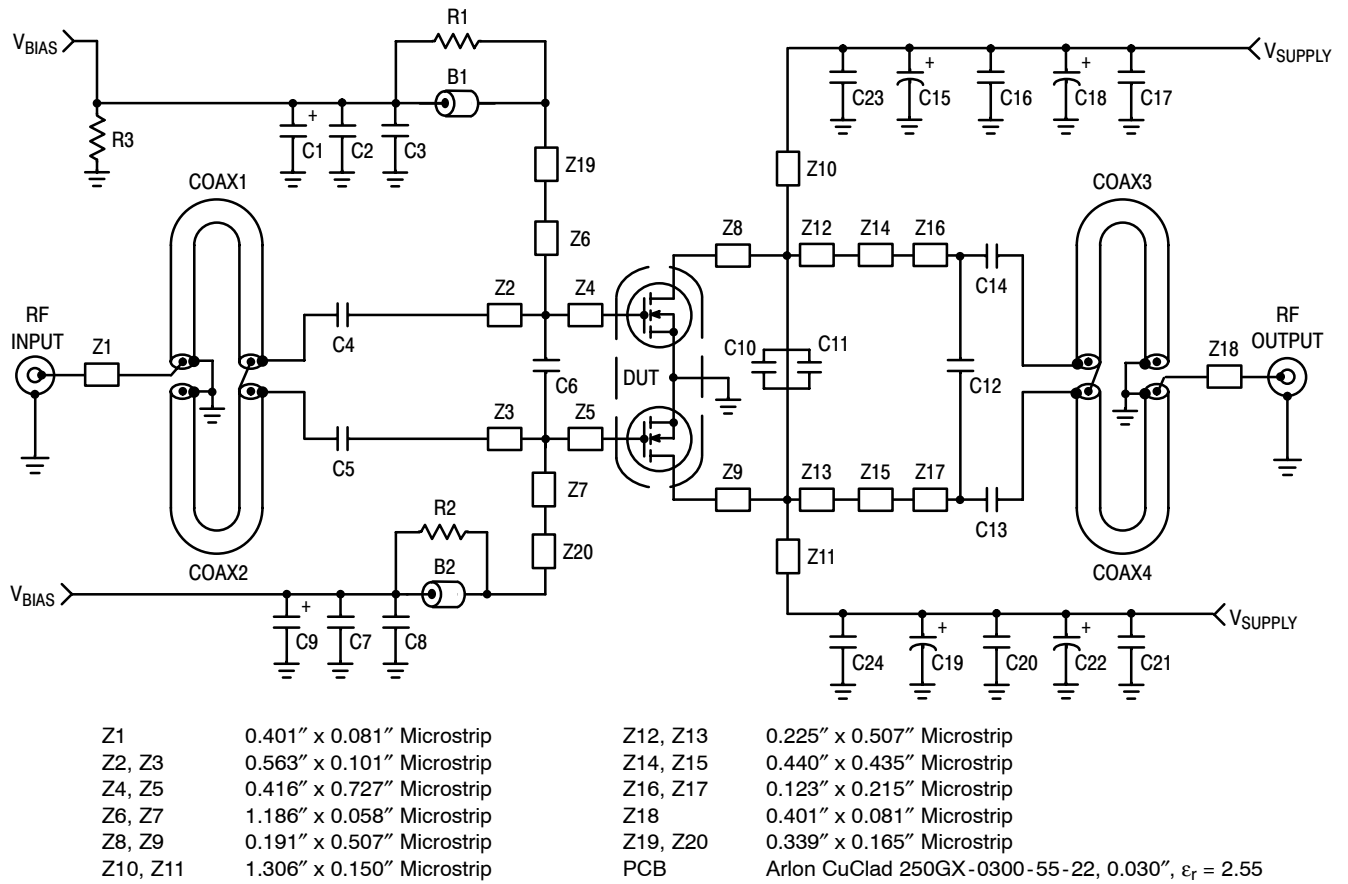 R1
V_BIAS
B1
R3
+
C1
C2
C3
C23
+
C15
C16
+
C18
C17
V_SUPPLY
COAX1
Z19
Z10
COAX3
Z6
Z8
Z12
Z14
Z16
Z2
Z4
C14
RF
INPUT
Z1
C4
RF
OUTPUT
Z18
C10
C11
C6
DUT
C12
Z3
Z5
C5
Z9
Z13
Z15
Z17
Z7
C13
R2
Z20
Z11
COAX2
B2
COAX4
V_BIAS
+
C9
C7
C8
V_SUPPLY
C24
+
C19
C20
+
C22
C21
Z1 0.401″ x 0.081″ Microstrip
Z2, Z3 0.563″ x 0.101″ Microstrip
Z4, Z5 0.416″ x 0.727″ Microstrip
Z6, Z7 1.186″ x 0.058″ Microstrip
Z8, Z9 0.191″ x 0.507″ Microstrip
Z10, Z11 1.306″ x 0.150″ Microstrip
Z12, Z13 0.225″ x 0.507″ Microstrip
Z14, Z15 0.440″ x 0.435″ Microstrip
Z16, Z17 0.123″ x 0.215″ Microstrip
Z18 0.401″ x 0.081″ Microstrip
Z19, Z20 0.339″ x 0.165″ Microstrip
PCB Arlon CuClad 250GX-0300-55-22, 0.030″, εr = 2.55